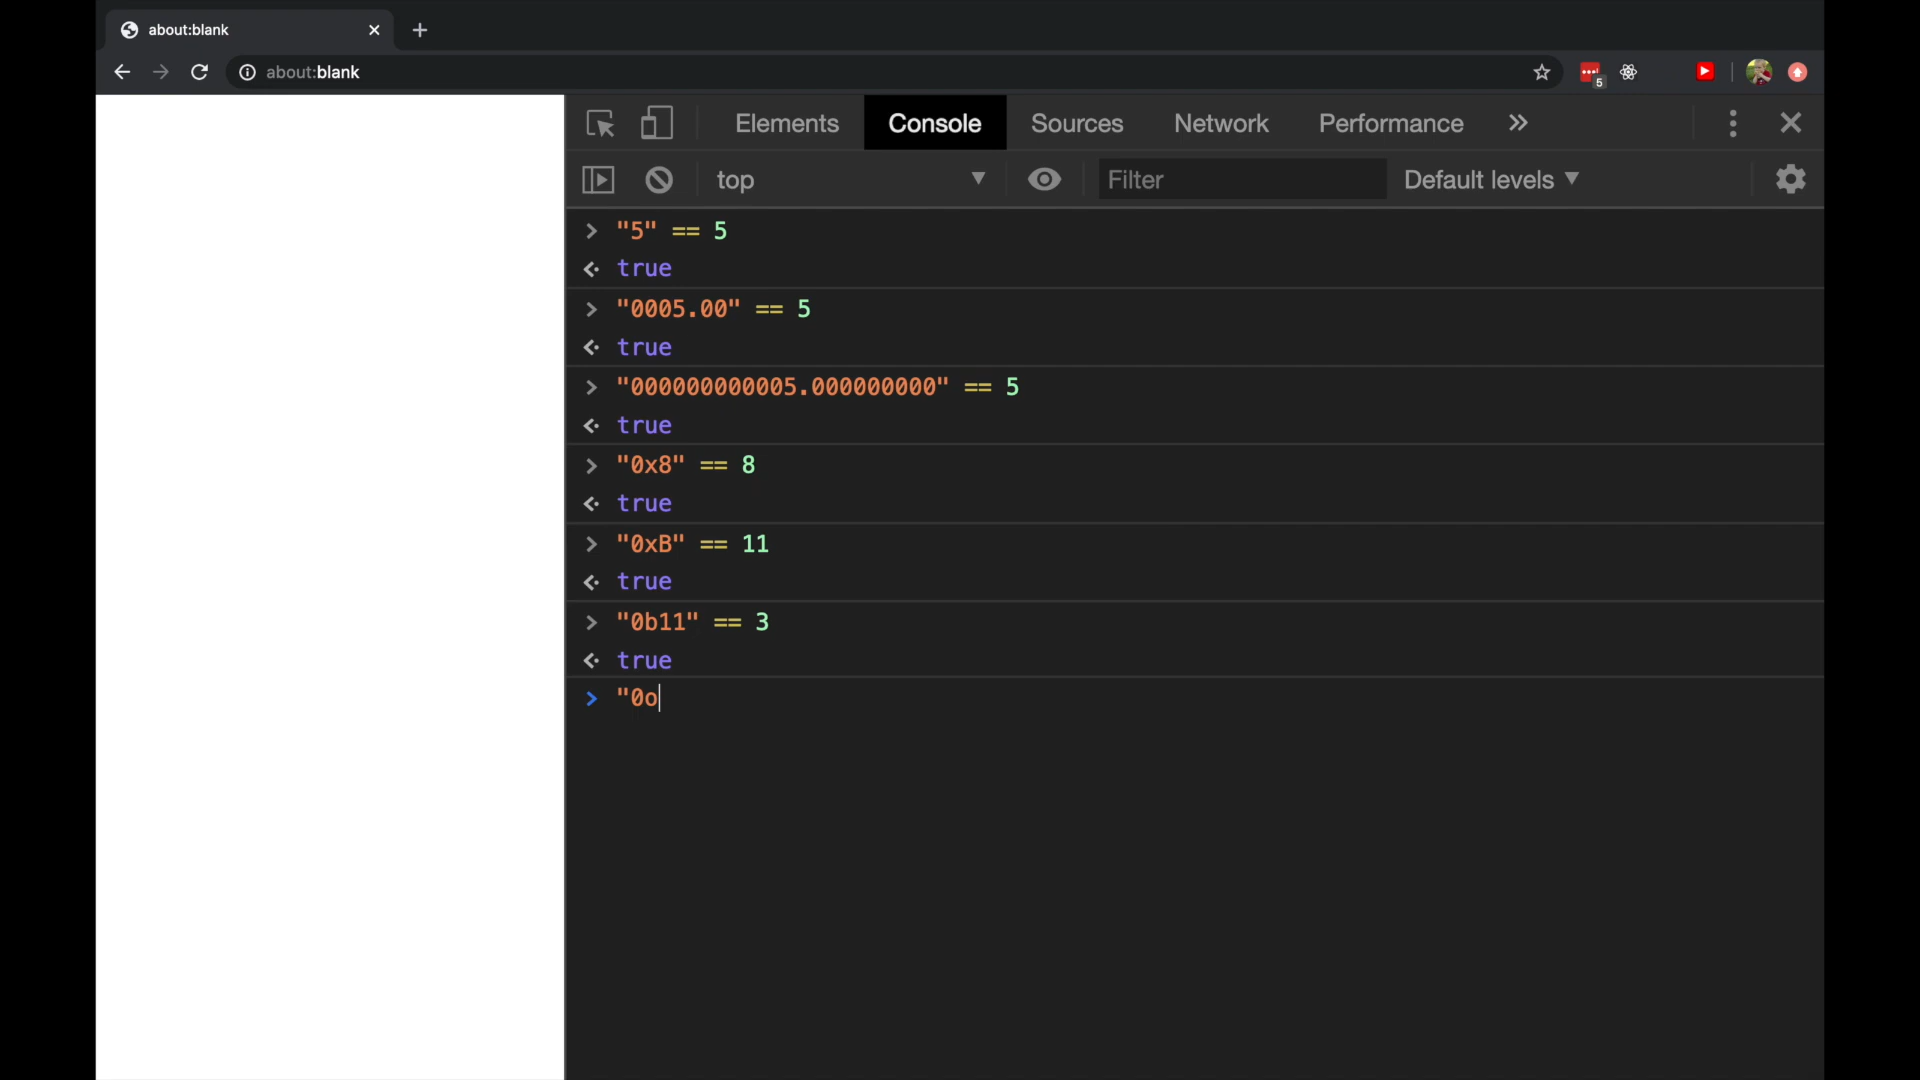 about:blank
about:blank
5
Elements Console Sources Network Performance
top Filter Default levels
> "5" == 5
true
> "0005.00" == 5
true
> "000000000005.000000000" == 5
true
> "0x8" == 8
true
> "0xB" == 11
true
> "0b11" == 3
true
> "0o